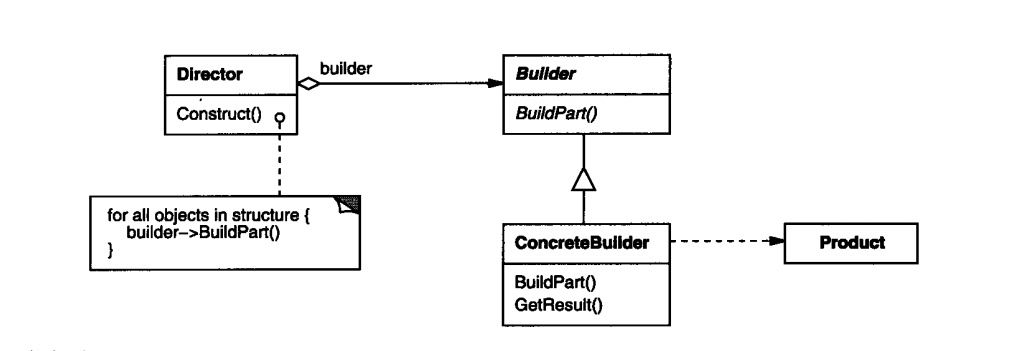 Director
Construct()
builder
Builder
BuildPart()
for all objects in structure {
builder->BuildPart()
}
ConcreteBuilder
BuildPart()
GetResult()
Product